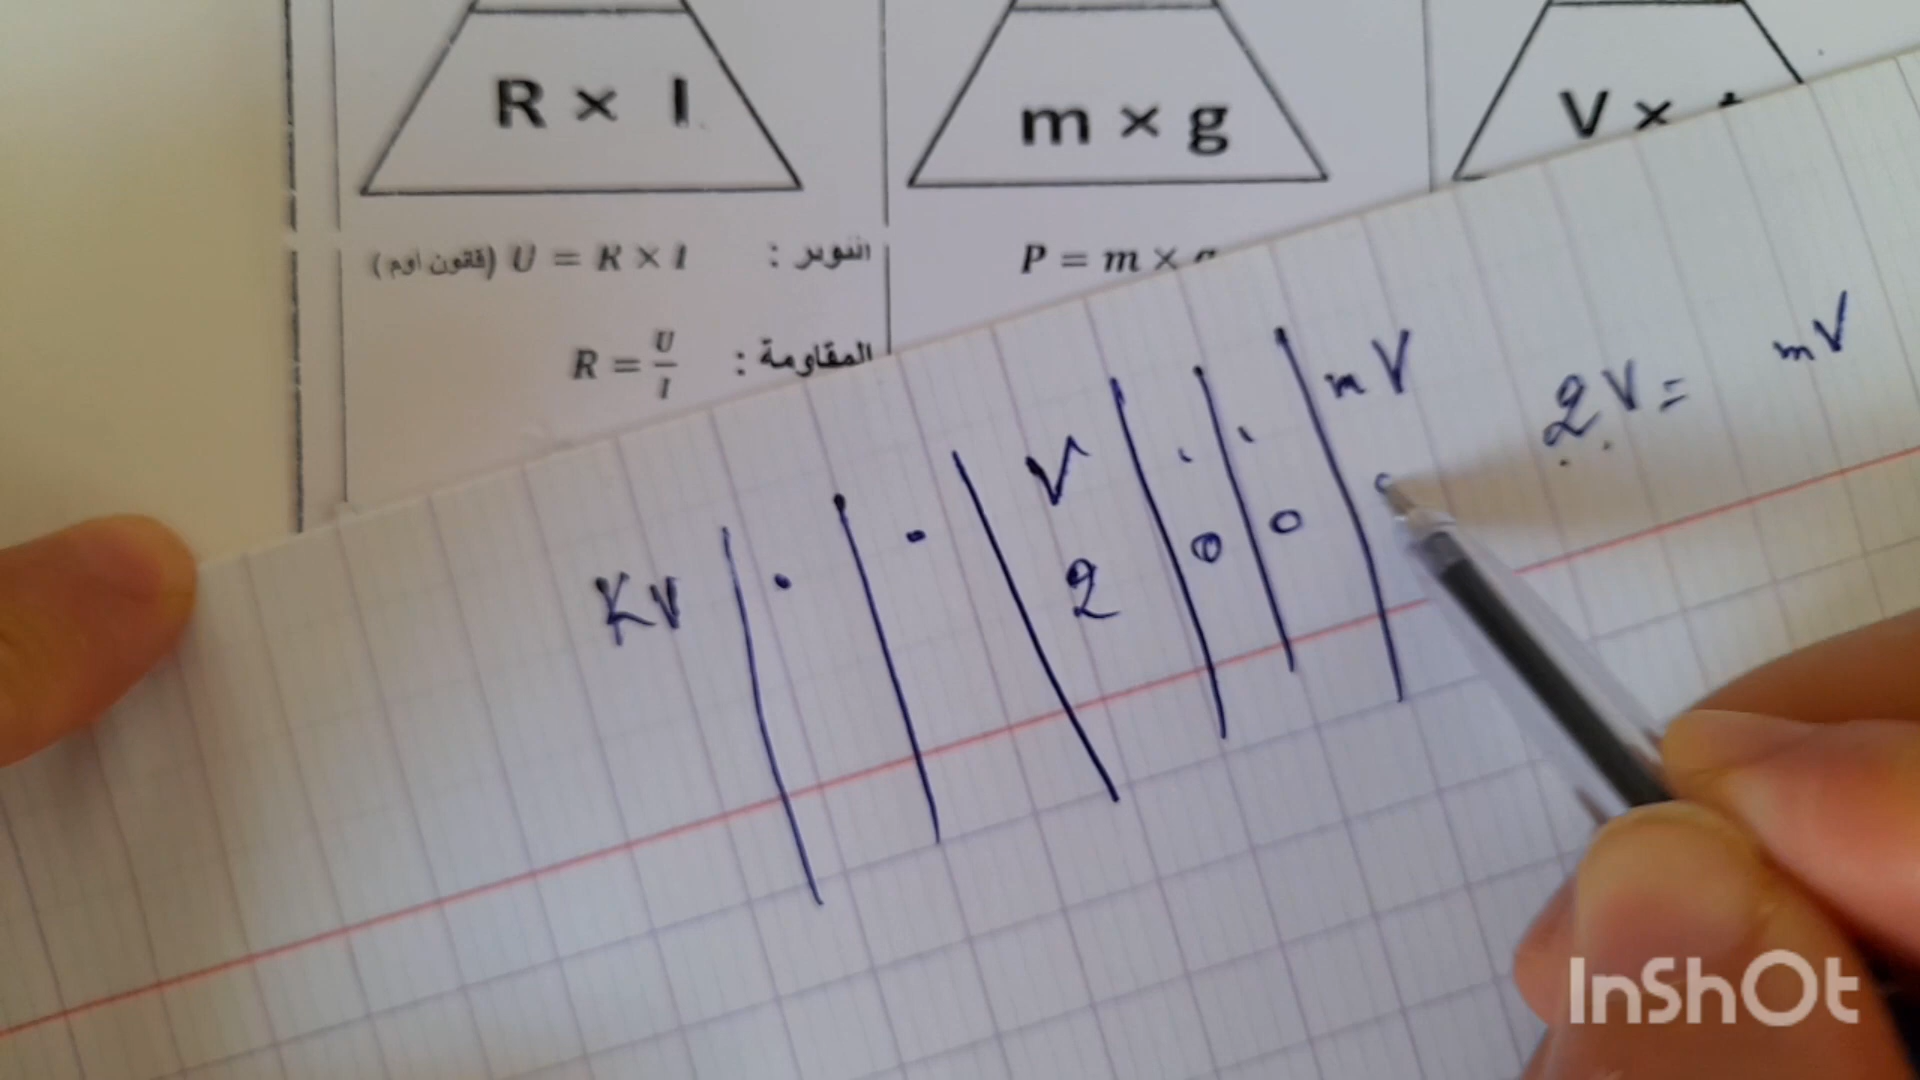 R × I
m × g
V ×
التوتر : U = R × I (قانون اوم)
P = m ×
المقاومة : R = U/I
KV . . V . . mV
2 0 0
2V = mV
InShOt